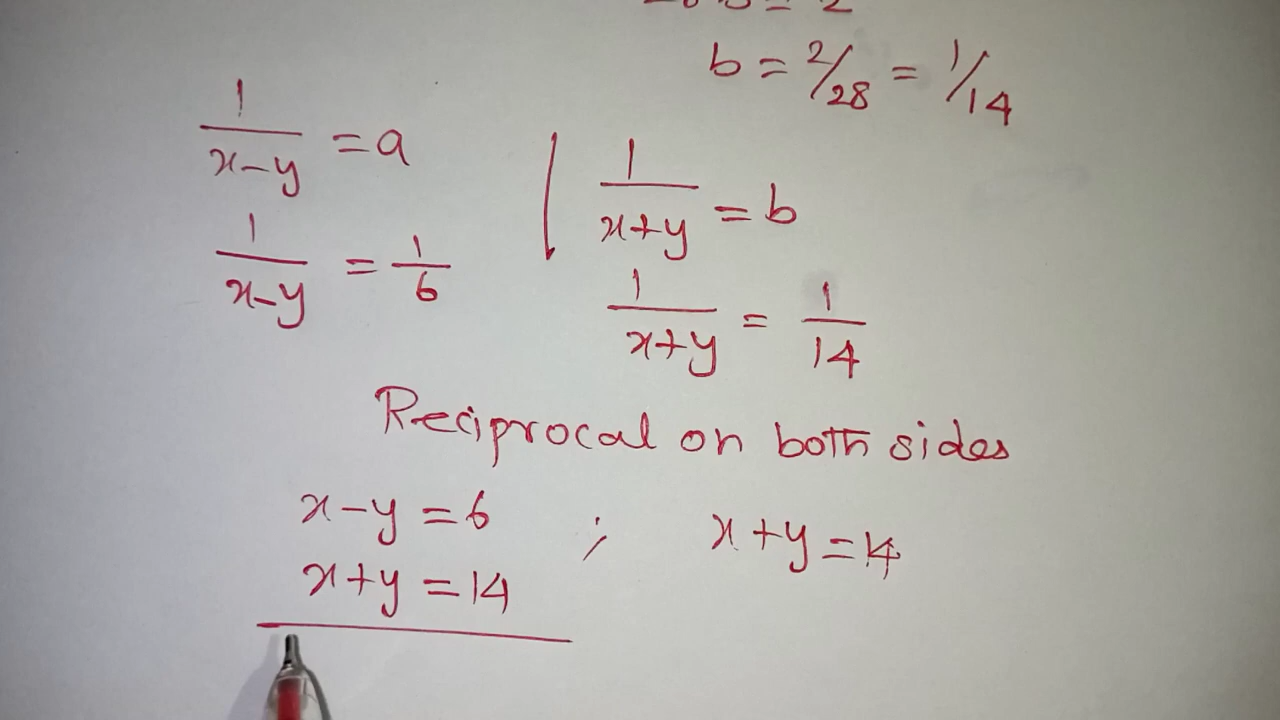 b = 2/28 = 1/14
1/(x-y) = a
1/(x+y) = b
1/(x-y) = 1/6
1/(x+y) = 1/14
Reciprocal on both sides
x-y = 6 ; x+y = 14
x+y = 14